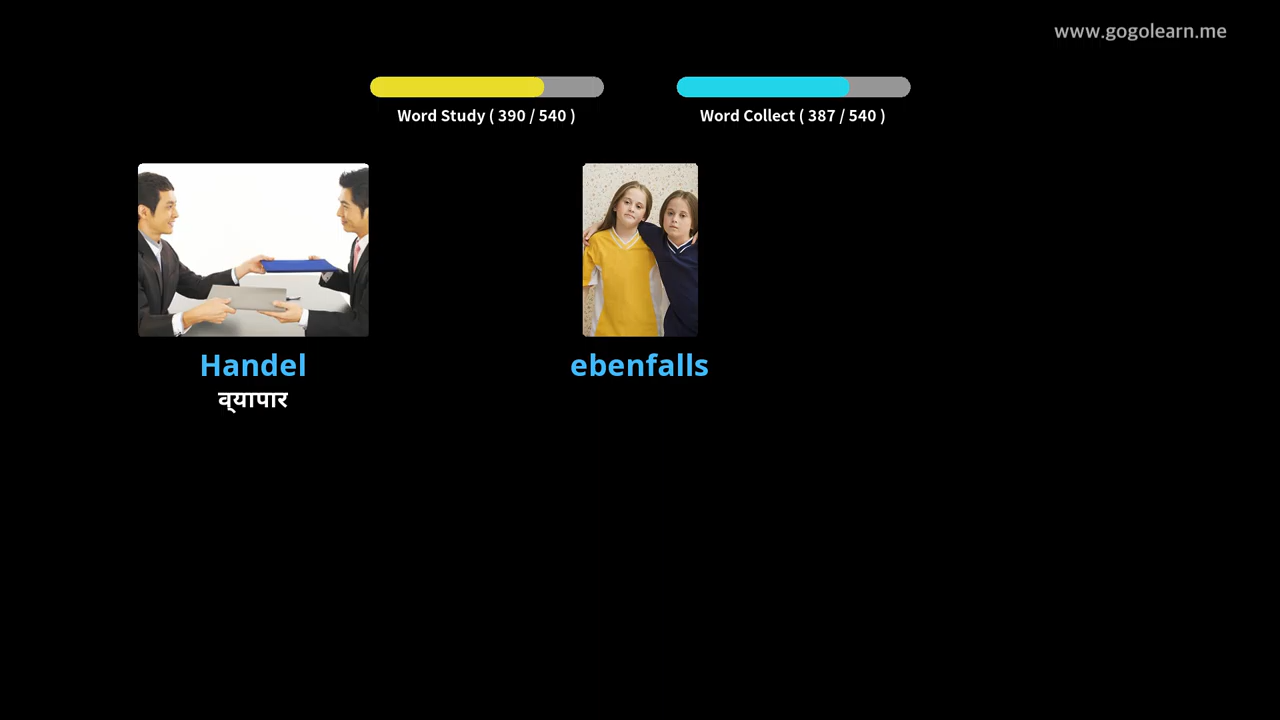 www.gogolearn.me
Word Study ( 390 / 540 )
Word Collect ( 387 / 540 )
Handel
व्यापार
ebenfalls